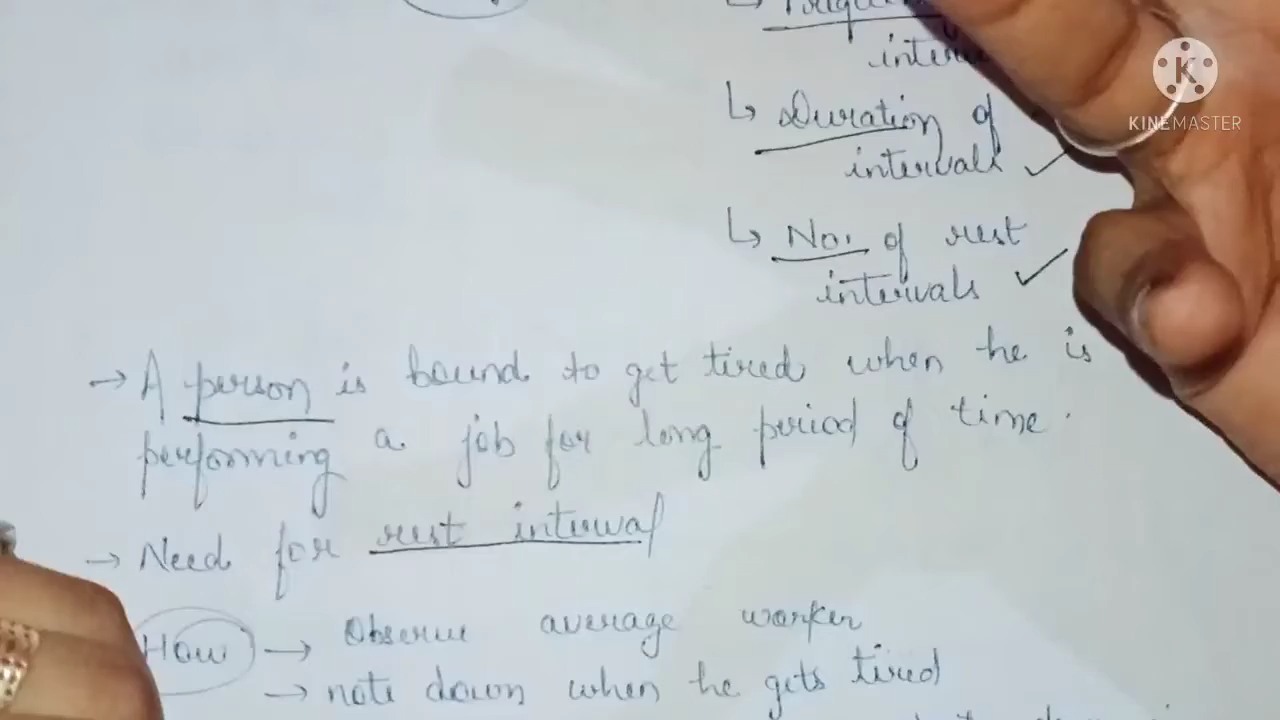 ↳ 
inter
↳ Duration of
intervals ✓
↳ No. of rest
intervals ✓
→ A person is bound to get tired when he is
performing a job for long period of time.
→ Need for rest interval
How → Observe average worker
→ note down when he gets tired
KINEMASTER